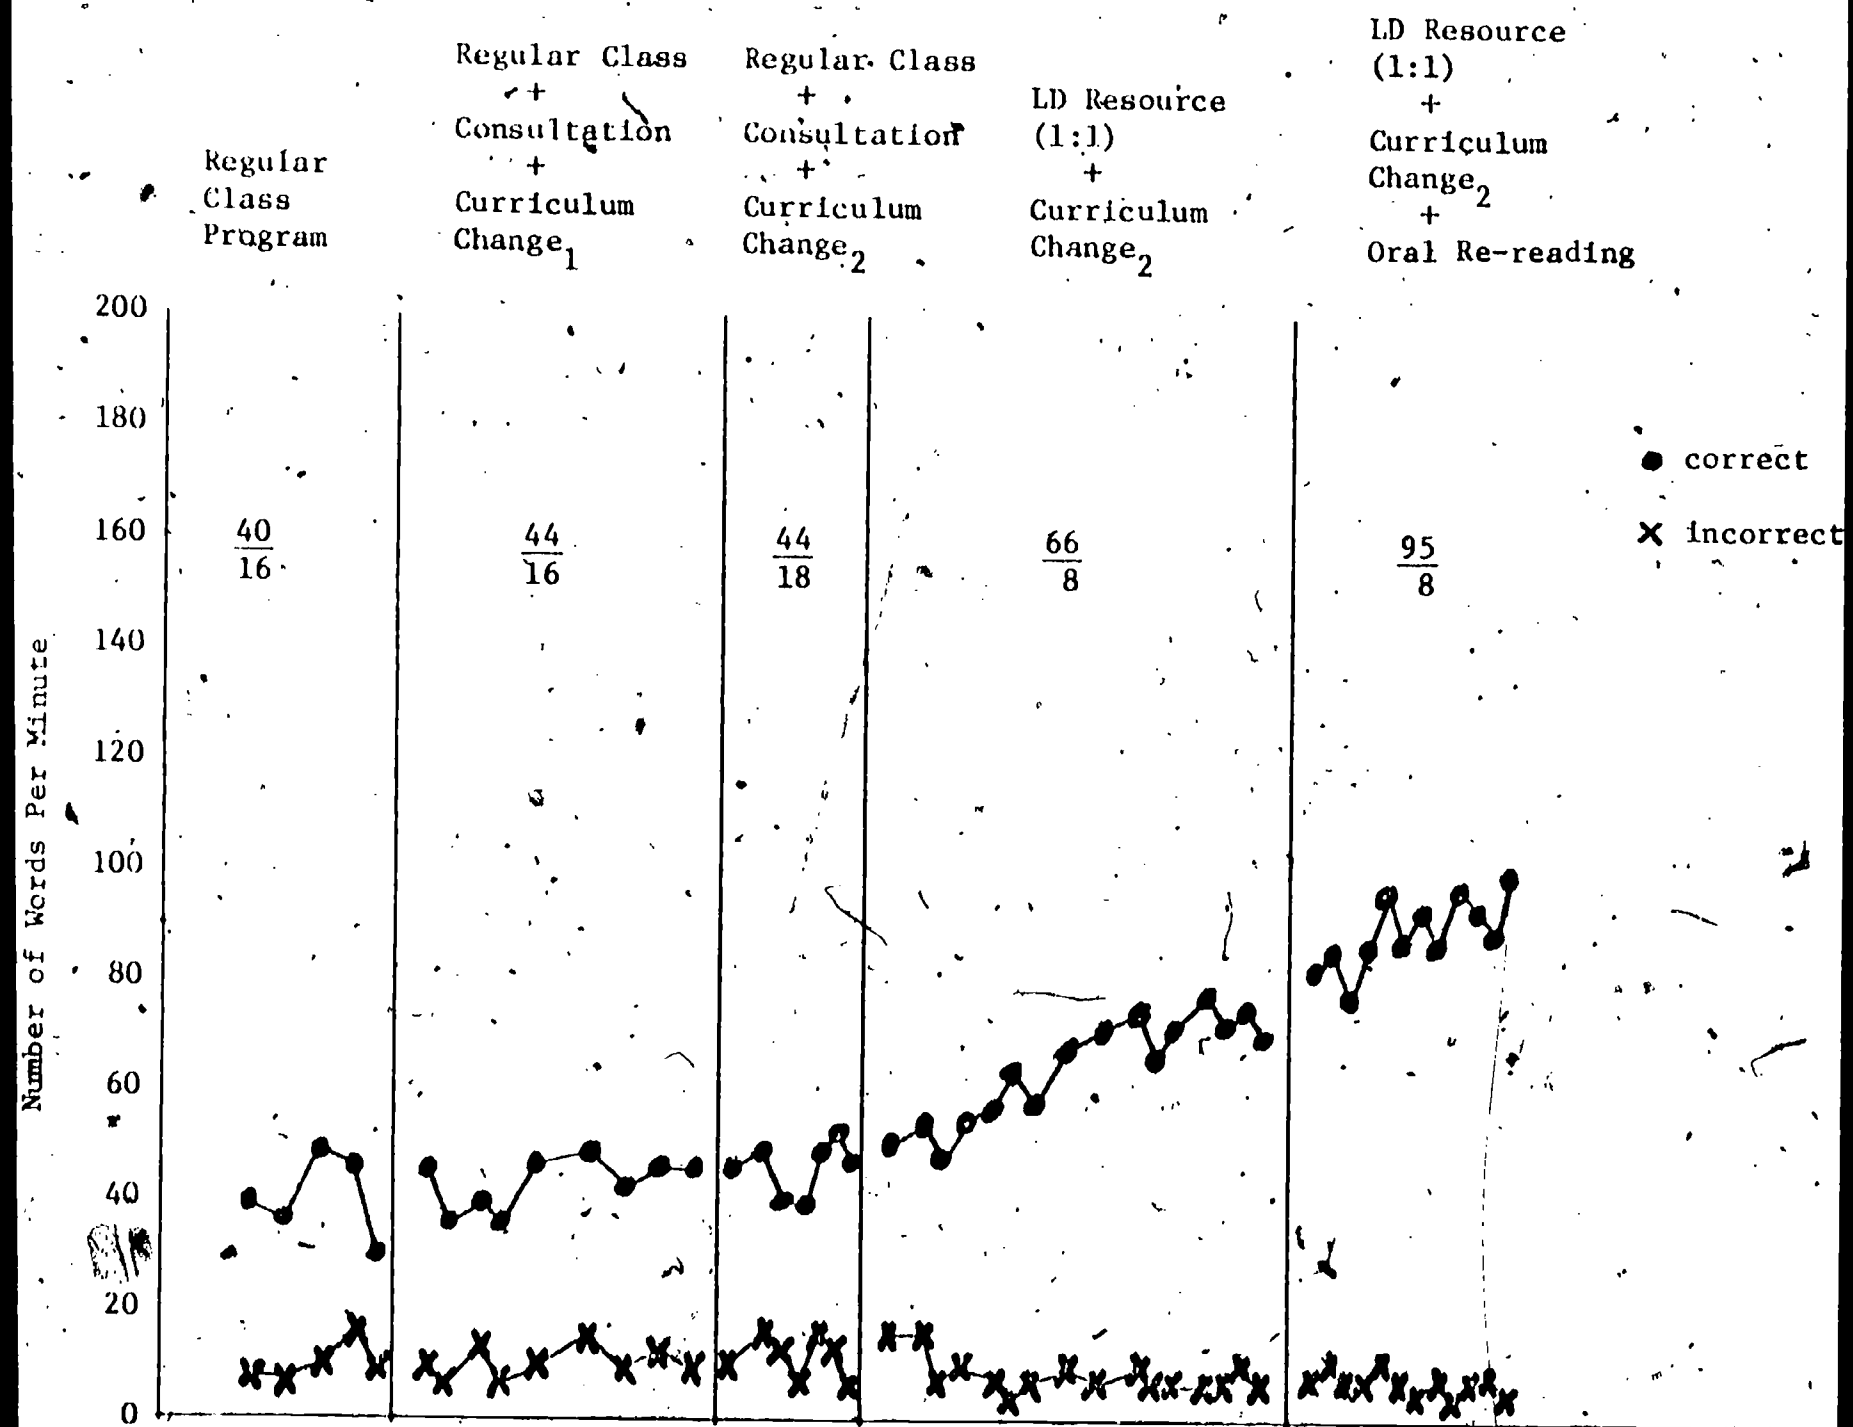 Regular
Class
Program
Regular Class
+
Consultation
+
Curriculum
Change1
Regular Class
+
Consultation
+
Curriculum
Change2
LD Resource
(1:1)
+
Curriculum
Change2
LD Resource
(1:1)
+
Curriculum
Change2
+
Oral Re-reading
Number of Words Per Minute
200
180
160
140
120
100
80
60
40
20
0
40
16
44
16
44
18
66
8
95
8
correct
incorrect